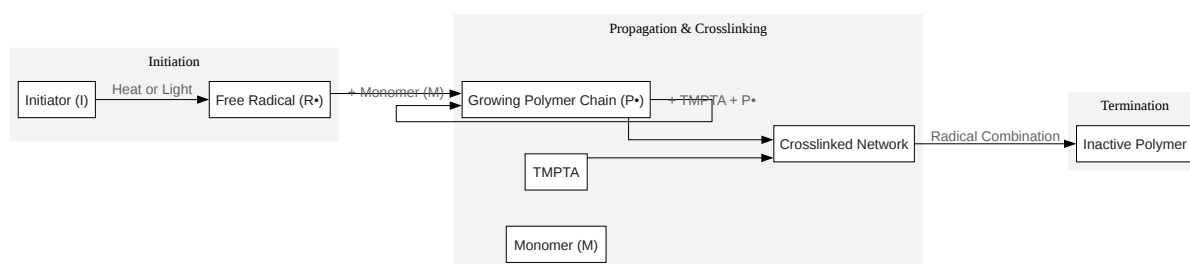 Propagation & Crosslinking
Initiation
Heat or Light
Initiator (I)
Free Radical (R•)
+ Monomer (M)
Growing Polymer Chain (P•)
+ TMPTA + P•
Termination
Crosslinked Network
Radical Combination
Inactive Polymer
TMPTA
Monomer (M)